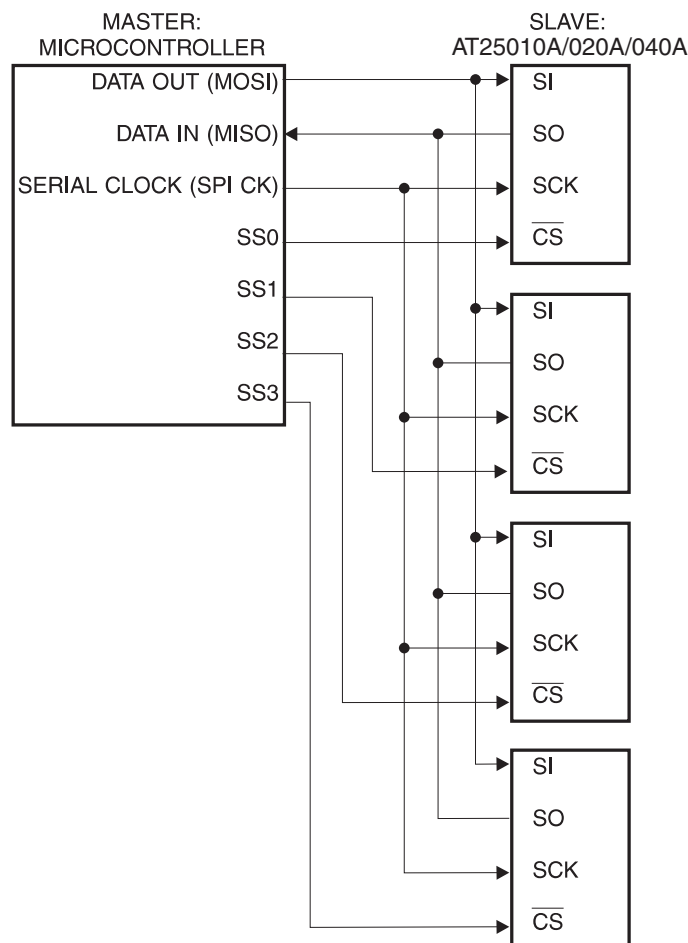 MASTER:
MICROCONTROLLER
DATA OUT (MOSI)
DATA IN (MISO)
SERIAL CLOCK (SPI CK)
SS0
SS1
SS2
SS3
SLAVE:
AT25010A/020A/040A
SI
SO
SCK
CS
SI
SO
SCK
CS
SI
SO
SCK
CS
SI
SO
SCK
CS